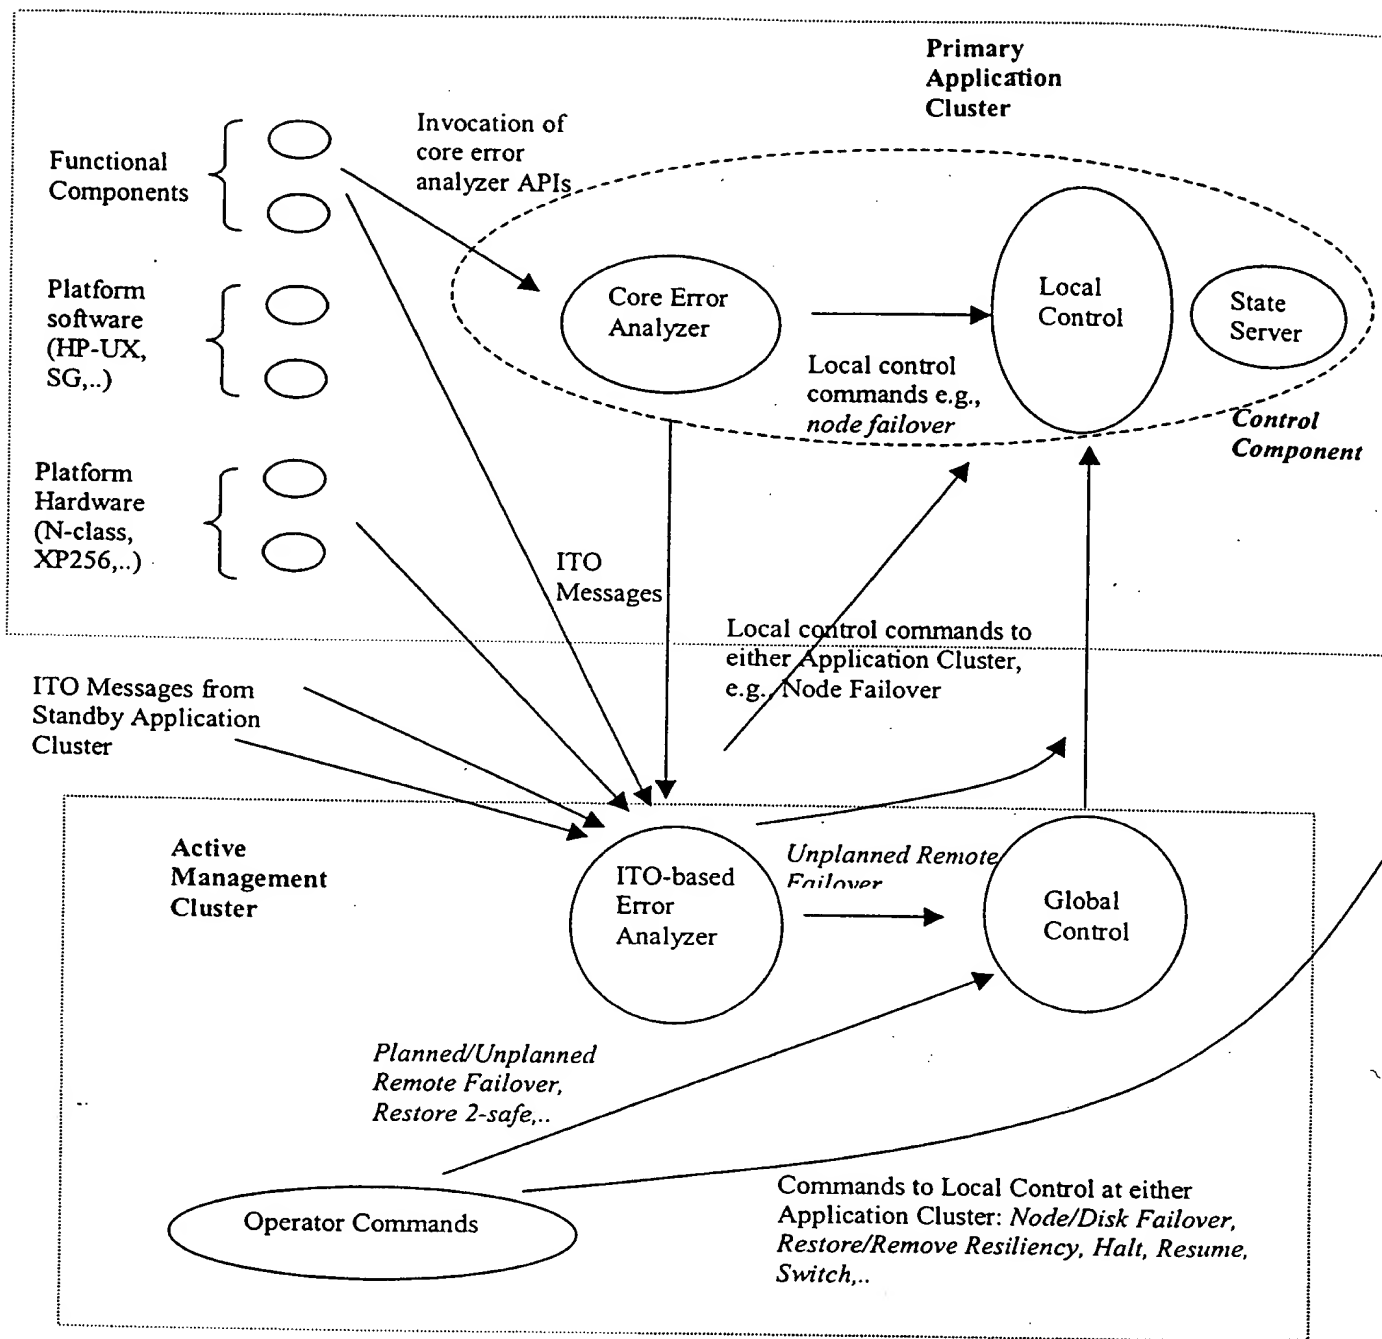 Primary
Application
Cluster
Invocation of
core error
analyzer APIs
Functional
Components
Platform
software
(HP-UX,
SG,..)
Core Error
Analyzer
Local
Control
State
Server
Local control
commands e.g.,
node failover
Control
Component
Platform
Hardware
(N-class,
XP256,..)
ITO
Messages
Local control commands to
either Application Cluster,
e.g., Node Failover
ITO Messages from
Standby Application
Cluster
Active
Management
Cluster
ITO-based
Error
Analyzer
Unplanned Remote
Failover
Global
Control
Planned/Unplanned
Remote Failover,
Restore 2-safe,..
Operator Commands
Commands to Local Control at either
Application Cluster: Node/Disk Failover,
Restore/Remove Resiliency, Halt, Resume,
Switch,..